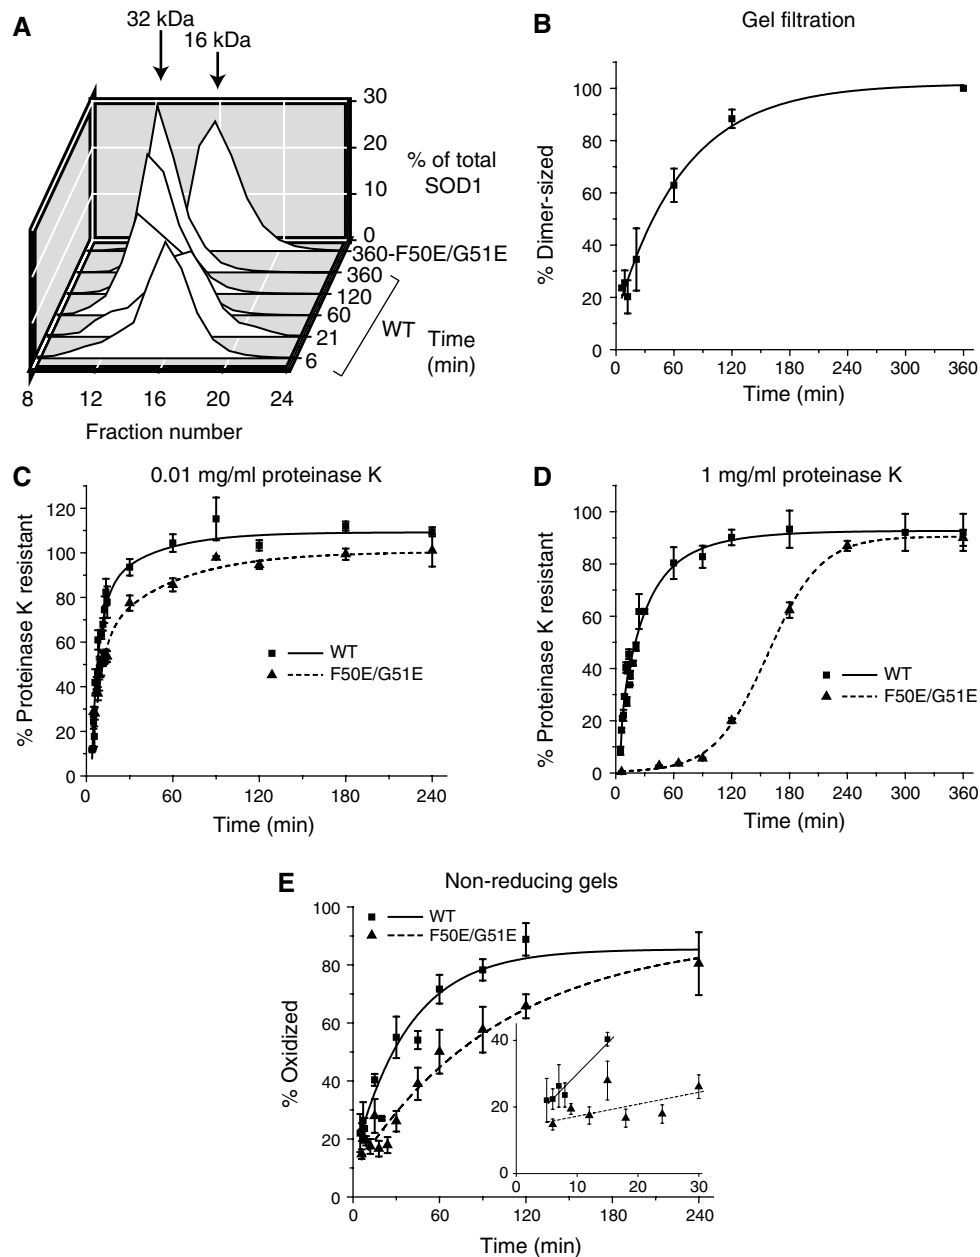 A
32 kDa
16 kDa
30
20
10
0
% of total
SOD1
360-F50E/G51E
360
120
60
21
6
WT
Time
(min)
8 12 16 20 24
Fraction number
B
Gel filtration
100
80
60
40
20
0
% Dimer-sized
0 60 120 180 240 300 360
Time (min)
C
0.01 mg/ml proteinase K
120
100
80
60
40
20
0
% Proteinase K resistant
WT
F50E/G51E
0 60 120 180 240
Time (min)
D
1 mg/ml proteinase K
100
80
60
40
20
0
% Proteinase K resistant
WT
F50E/G51E
0 60 120 180 240 300 360
Time (min)
E
Non-reducing gels
100
80
60
40
20
0
% Oxidized
WT
F50E/G51E
40
20
0
0 10 20 30
0 60 120 180 240
Time (min)